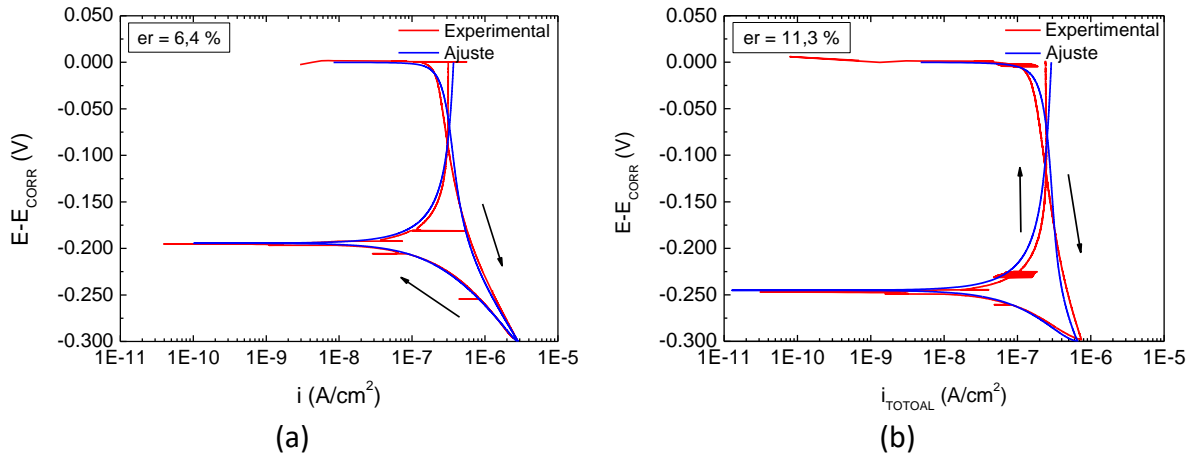 er = 6,4 %
Experimental
Ajuste
0.050
0.000
-0.050
-0.100
-0.150
-0.200
-0.250
-0.300
E-E_CORR (V)
1E-11 1E-10 1E-9 1E-8 1E-7 1E-6 1E-5
i (A/cm²)
(a)
er = 11,3 %
Expertimental
Ajuste
0.050
0.000
-0.050
-0.100
-0.150
-0.200
-0.250
-0.300
E-E_CORR (V)
1E-11 1E-10 1E-9 1E-8 1E-7 1E-6 1E-5
i_TOTOAL (A/cm²)
(b)